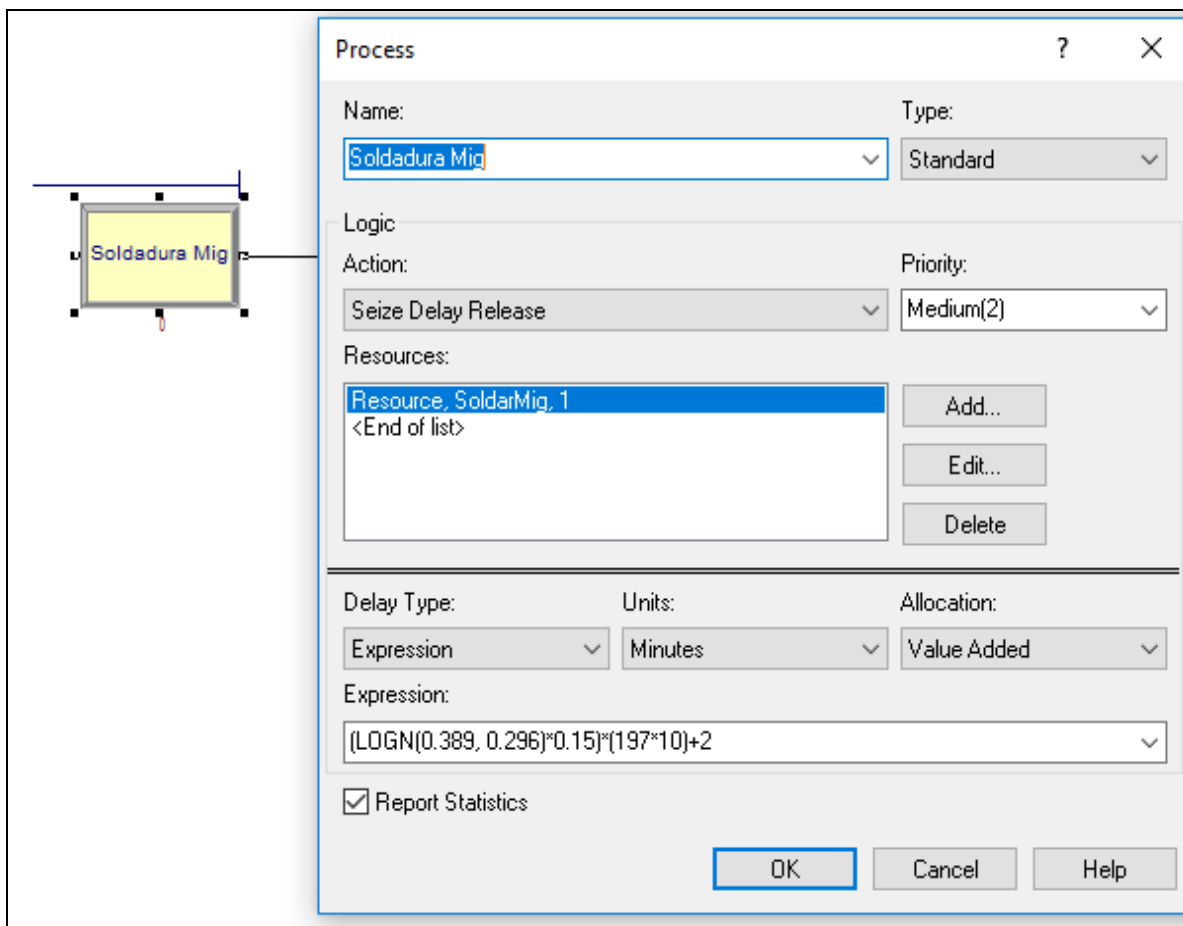 Process ? X
Name: Type:
Soldadura Mig Standard
Logic
Soldadura Mig
Action: Priority:
Seize Delay Release Medium(2)
Resources:
Resource, SoldarMig, 1
<End of list>
Add...
Edit...
Delete
0
Delay Type: Units: Allocation:
Expression Minutes Value Added
Expression:
(LOGN(0.389, 0.296)*0.15)*(197*10)+2
Report Statistics
OK Cancel Help